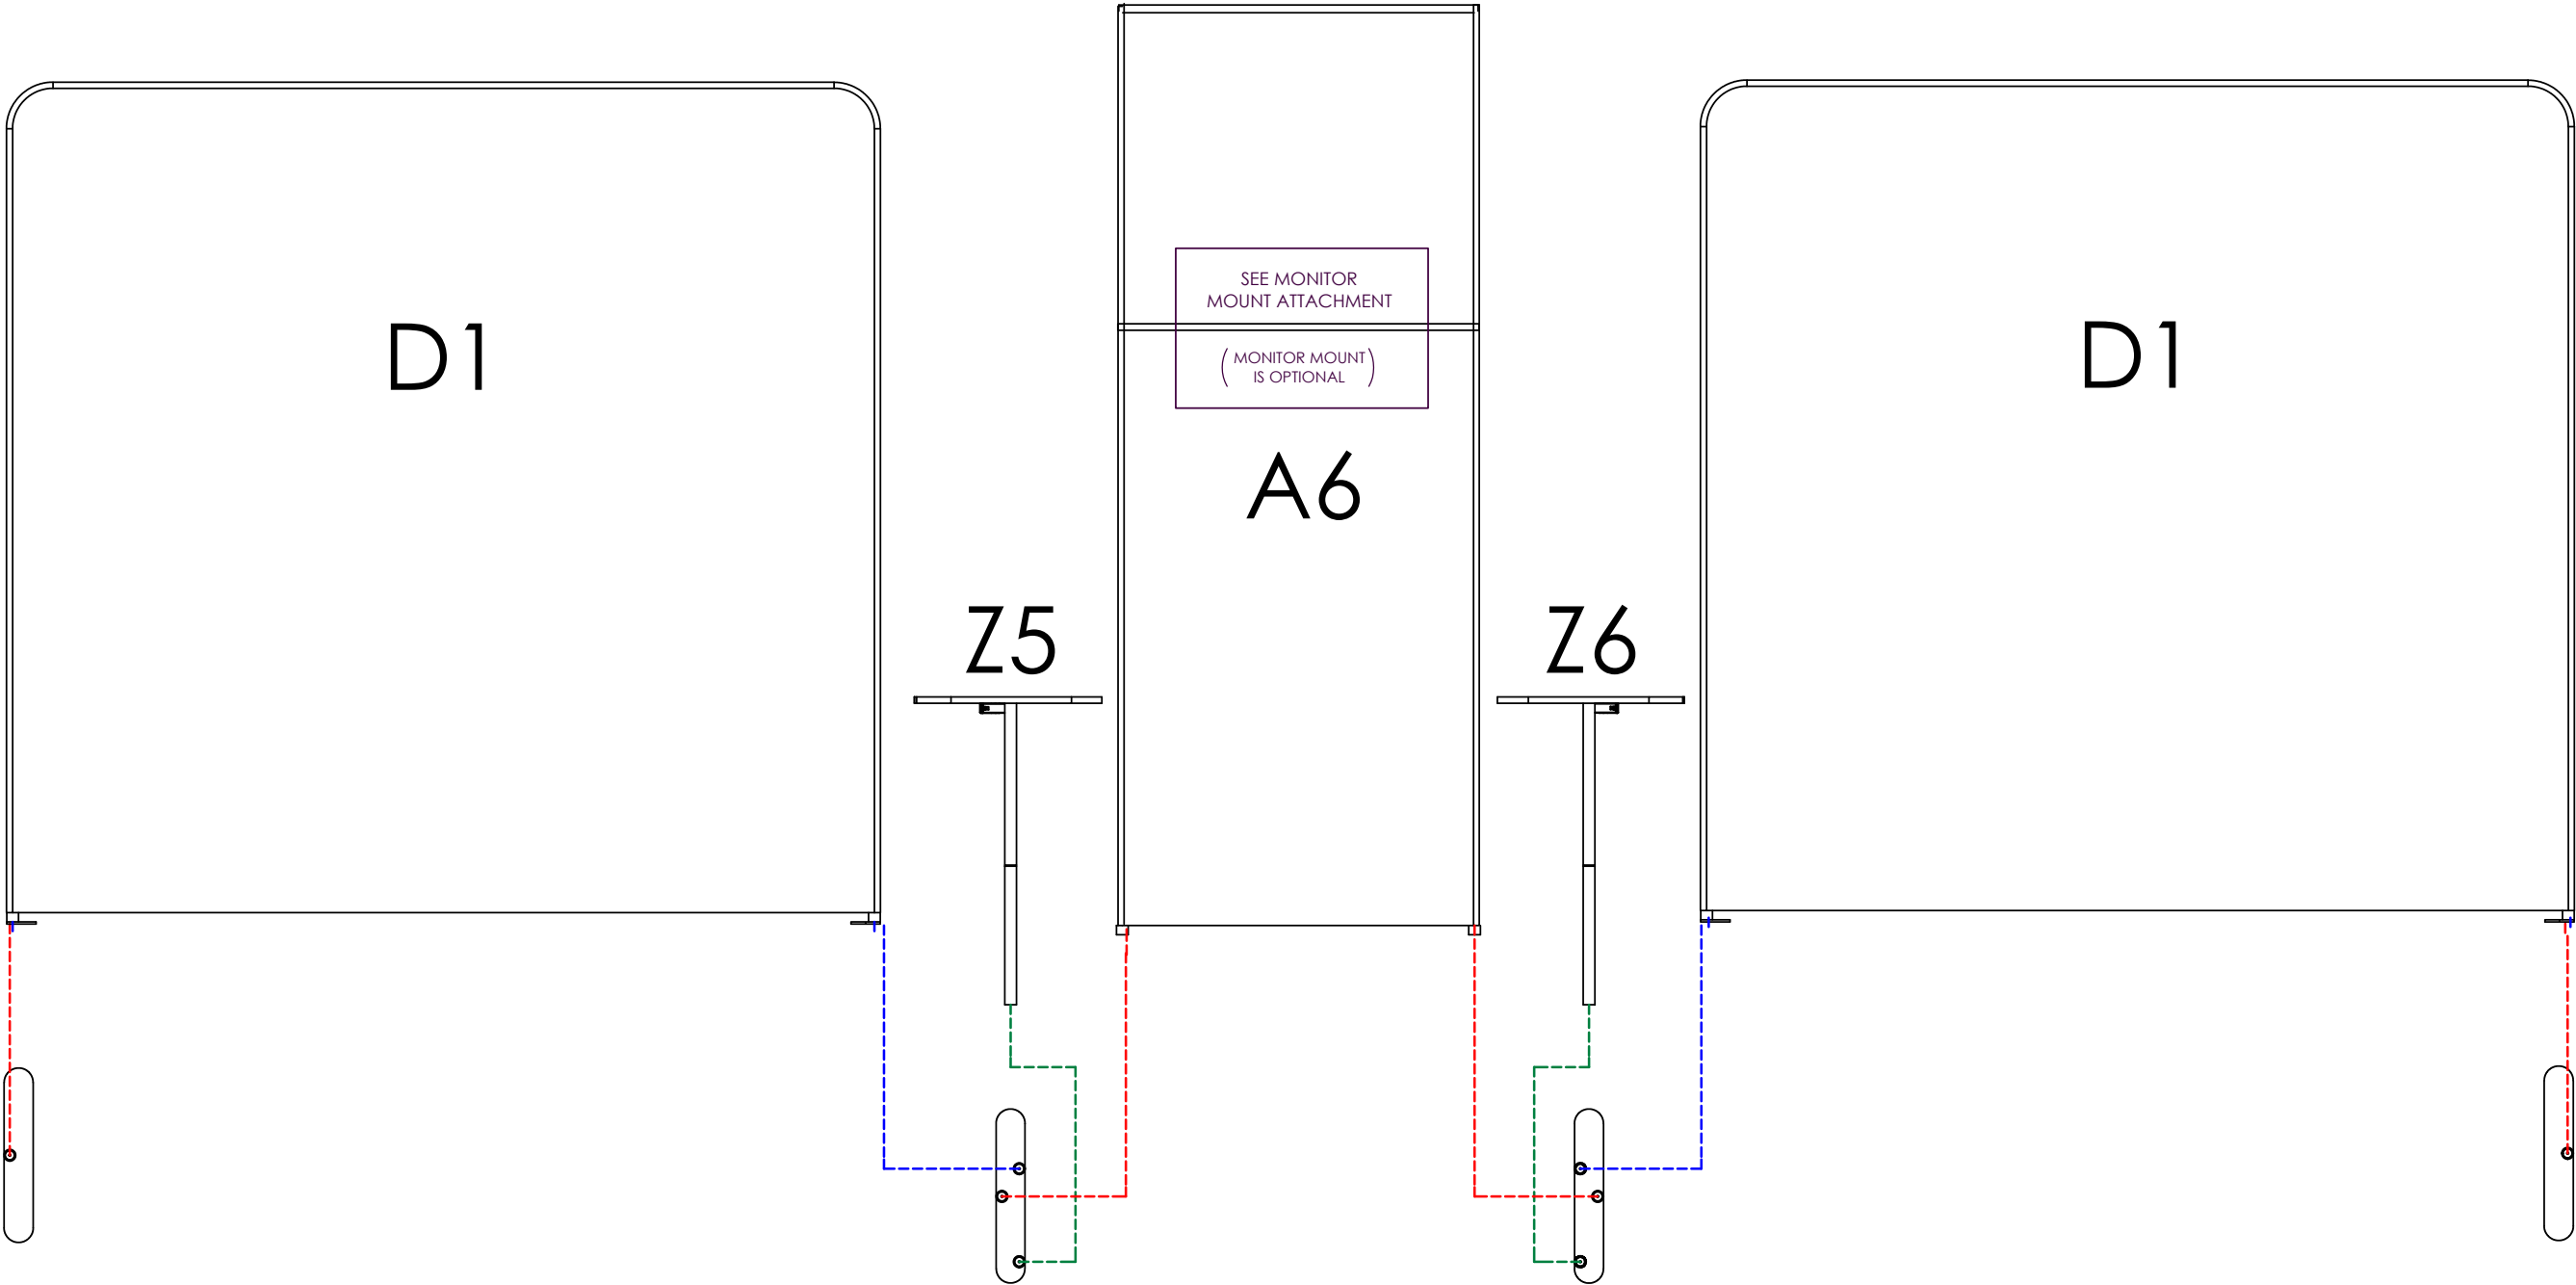 D1
SEE MONITOR
MOUNT ATTACHMENT
(MONITOR MOUNT
IS OPTIONAL)
A6
D1
Z5
Z6